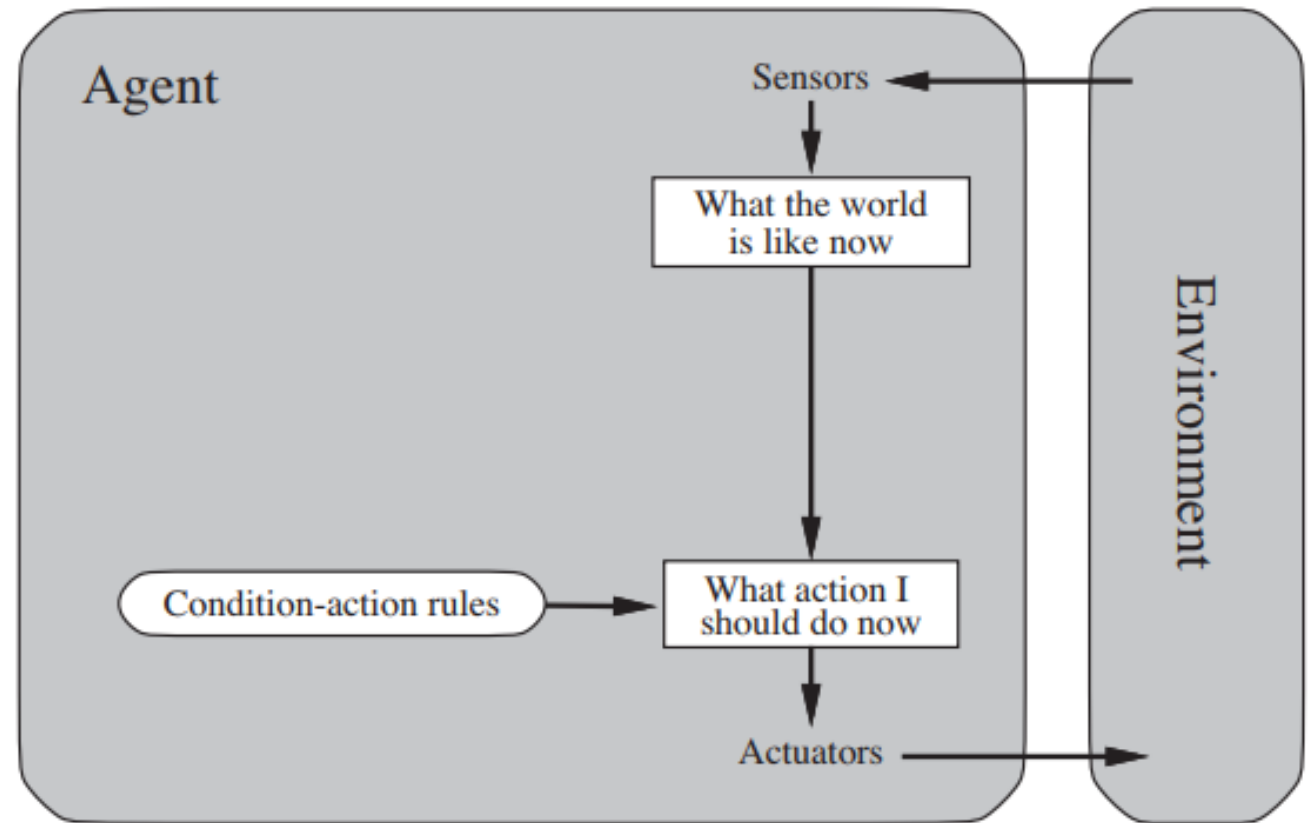 Agent
Sensors
What the world
is like now
Environment
Condition-action rules
What action I
should do now
Actuators